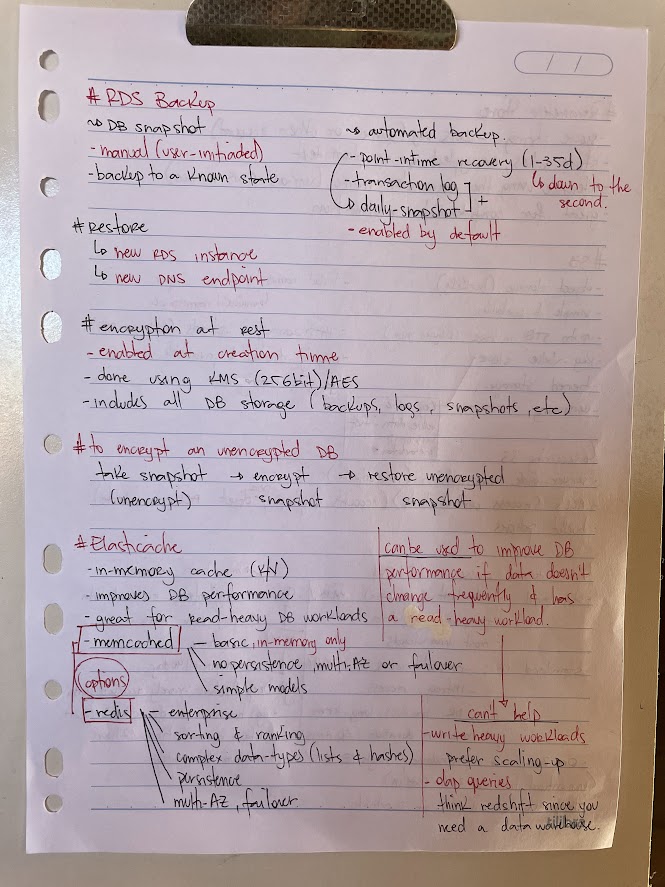 # RDS Backup
↝ DB snapshot
- manual (user-initiaded)
- backup to a known state
↝ automated backup.
- point-intime recovery (1-35d)
↳ down to the second.
- transaction log
↳ daily-snapshot ] +
- enabled by default
# Restore
↳ new RDS instance
↳ new DNS endpoint
# encryption at rest
- enabled at creation time
- done using KMS (256bit)/AES
- includes all DB storage (backups, logs, snapshots, etc)
# to encrypt an unencrypted DB
take snapshot → encrypt → restore unencrypted
(unencrypt) snapshot snapshot
# Elasticache
- in-memory cache (K/V)
- improves DB performance
- great for read-heavy DB workloads
can be used to improve DB
performance if data doesn't
change frequently & has
a read-heavy workload.
options
- memcached
- basic, in-memory only
no persistence, multi-AZ or failover
simple models
- redis
- enterprise
sorting & ranking
complex data-types (lists & hashes)
persistence
multi-AZ, failover
can't help
- write heavy workloads
prefer scaling-up
- olap queries
think redshift since you
need a data warehouse.